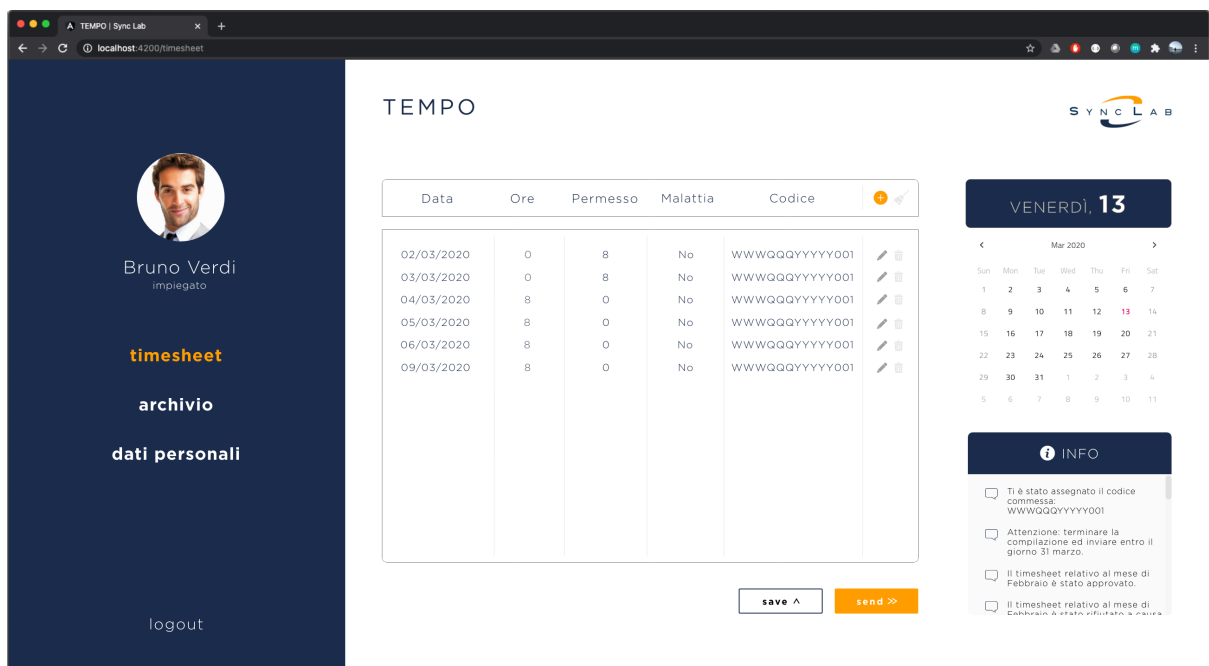 TEMPO | Sync Lab
localhost:4200/timesheet
TEMPO
SYNC LAB
Bruno Verdi
impiegato
timesheet
archivio
dati personali
logout
Data Ore Permesso Malattia Codice
02/03/2020 0 8 No WWWQQQYYYYY001
03/03/2020 0 8 No WWWQQQYYYYY001
04/03/2020 8 0 No WWWQQQYYYYY001
05/03/2020 8 0 No WWWQQQYYYYY001
06/03/2020 8 0 No WWWQQQYYYYY001
09/03/2020 8 0 No WWWQQQYYYYY001
save ^
send >>
VENERDÌ, 13
< Mar 2020 >
Sun Mon Tue Wed Thu Fri Sat
1 2 3 4 5 6 7
8 9 10 11 12 13 14
15 16 17 18 19 20 21
22 23 24 25 26 27 28
29 30 31 1 2 3 4
5 6 7 8 9 10 11
i INFO
Ti è stato assegnato il codice
commessa:
WWWQQQYYYYY001
Attenzione: terminare la
compilazione ed inviare entro il
giorno 31 marzo.
Il timesheet relativo al mese di
Febbraio è stato approvato.
Il timesheet relativo al mese di
Febbraio è stato rifiutato a causa